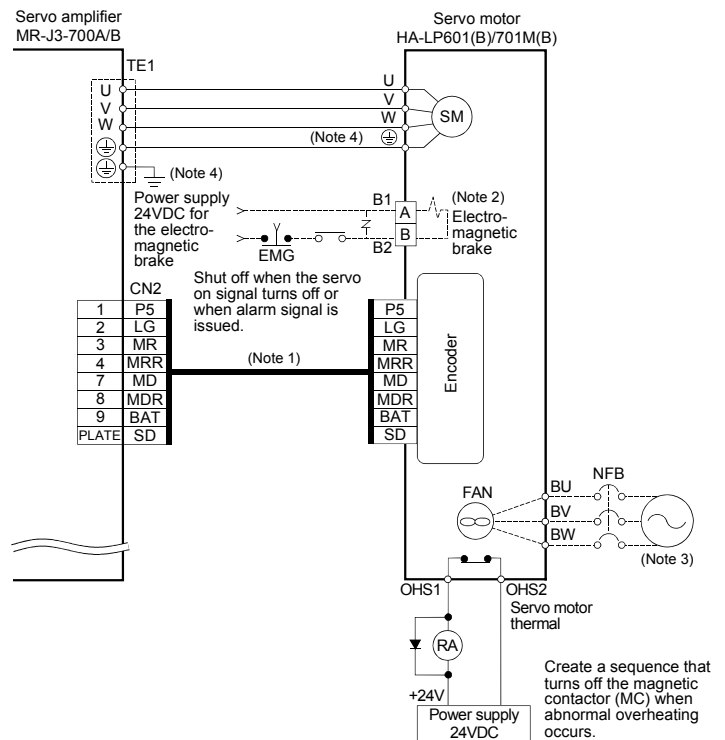 Servo amplifier
MR-J3-700A/B
Servo motor
HA-LP601(B)/701M(B)
TE1
U
V
W
(Note 4)
U
V
W
SM
(Note 4)
Power supply
24VDC for
the electro-
magnetic
brake
B1
A
B2
B
(Note 2)
Electro-
magnetic
brake
EMG
Shut off when the servo
on signal turns off or
when alarm signal is
issued.
CN2
1 P5
2 LG
3 MR
4 MRR
7 MD
8 MDR
9 BAT
PLATE SD
(Note 1)
P5
LG
MR
MRR
MD
MDR
BAT
SD
Encoder
FAN
BU
BV
BW
NFB
(Note 3)
OHS1
OHS2
Servo motor
thermal
RA
+24V
Power supply
24VDC
Create a sequence that
turns off the magnetic
contactor (MC) when
abnormal overheating
occurs.